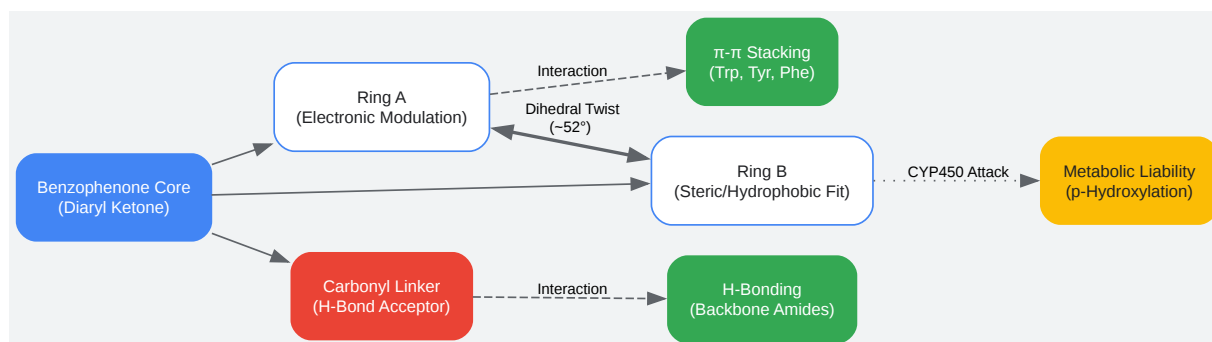 Benzophenone Core
(Diaryl Ketone)
Ring A
(Electronic Modulation)
Carbonyl Linker
(H-Bond Acceptor)
Interaction
Dihedral Twist
(~52°)
Interaction
π-π Stacking
(Trp, Tyr, Phe)
Ring B
(Steric/Hydrophobic Fit)
H-Bonding
(Backbone Amides)
CYP450 Attack
Metabolic Liability
(p-Hydroxylation)